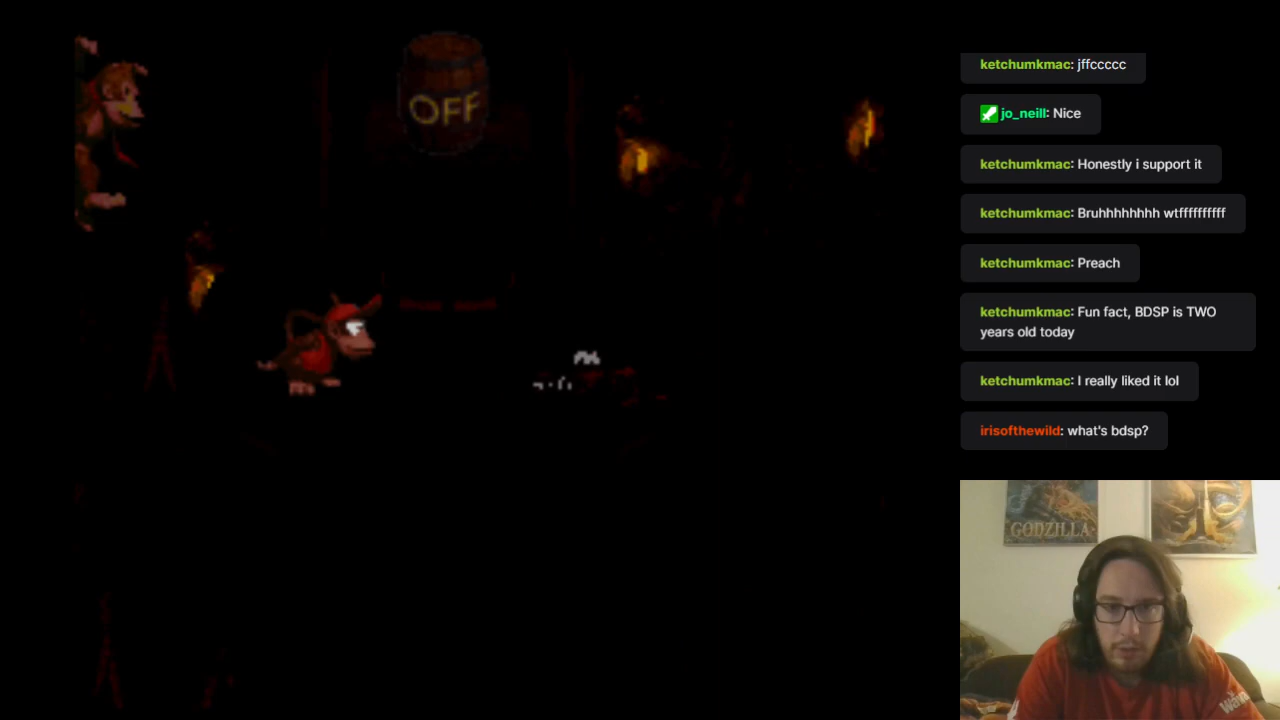 OFF
ketchumkmac: jffccccc
jo_neill: Nice
ketchumkmac: Honestly i support it
ketchumkmac: Bruhhhhhhhh wtffffffffff
ketchumkmac: Preach
ketchumkmac: Fun fact, BDSP is TWO
years old today
ketchumkmac: I really liked it lol
irisofthewild: what's bdsp?
GODZILLA